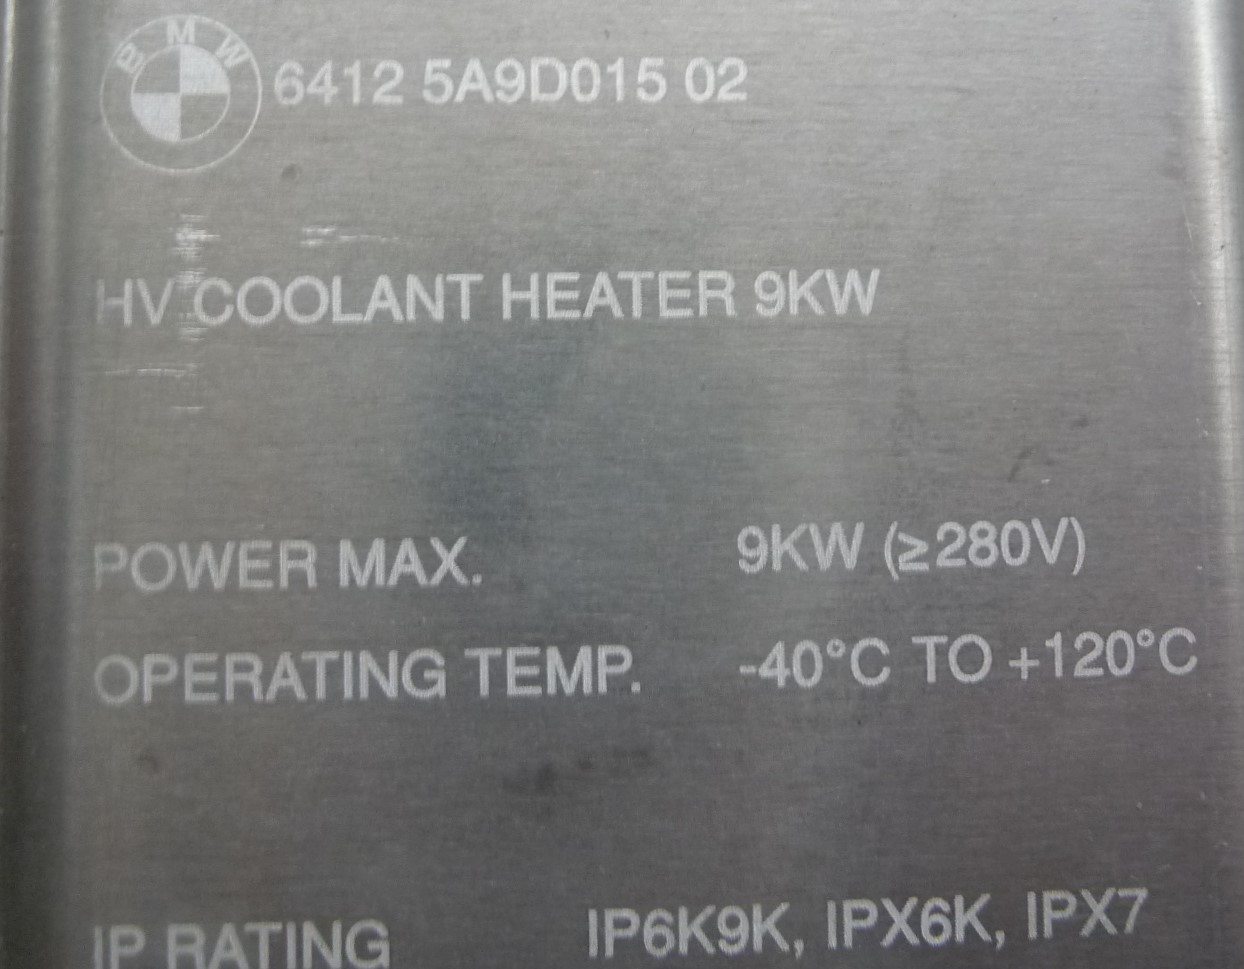 BMW 6412 5A9D015 02
HV COOLANT HEATER 9KW
POWER MAX. 9KW (≥280V)
OPERATING TEMP. -40°C TO +120°C
IP RATING IP6K9K, IPX6K, IPX7